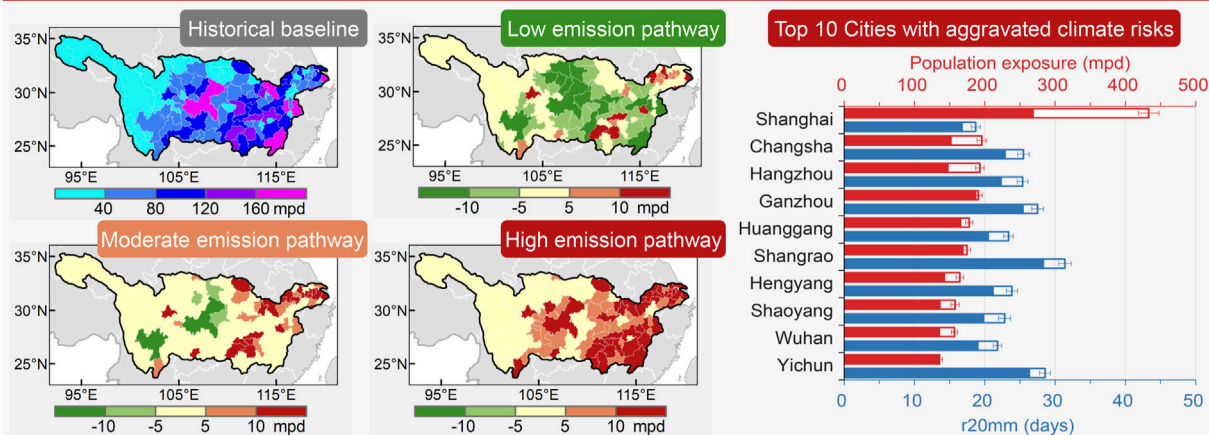 Historical baseline
35°N
30°N
25°N
95°E 105°E 115°E
40 80 120 160 mpd
Low emission pathway
35°N
30°N
25°N
95°E 105°E 115°E
-10 -5 5 10 mpd
Moderate emission pathway
35°N
30°N
25°N
95°E 105°E 115°E
-10 -5 5 10 mpd
High emission pathway
35°N
30°N
25°N
95°E 105°E 115°E
-10 -5 5 10 mpd
Top 10 Cities with aggravated climate risks
Population exposure (mpd)
0 100 200 300 400 500
Shanghai
Changsha
Hangzhou
Ganzhou
Huanggang
Shangrao
Hengyang
Shaoyang
Wuhan
Yichun
0 10 20 30 40 50
r20mm (days)